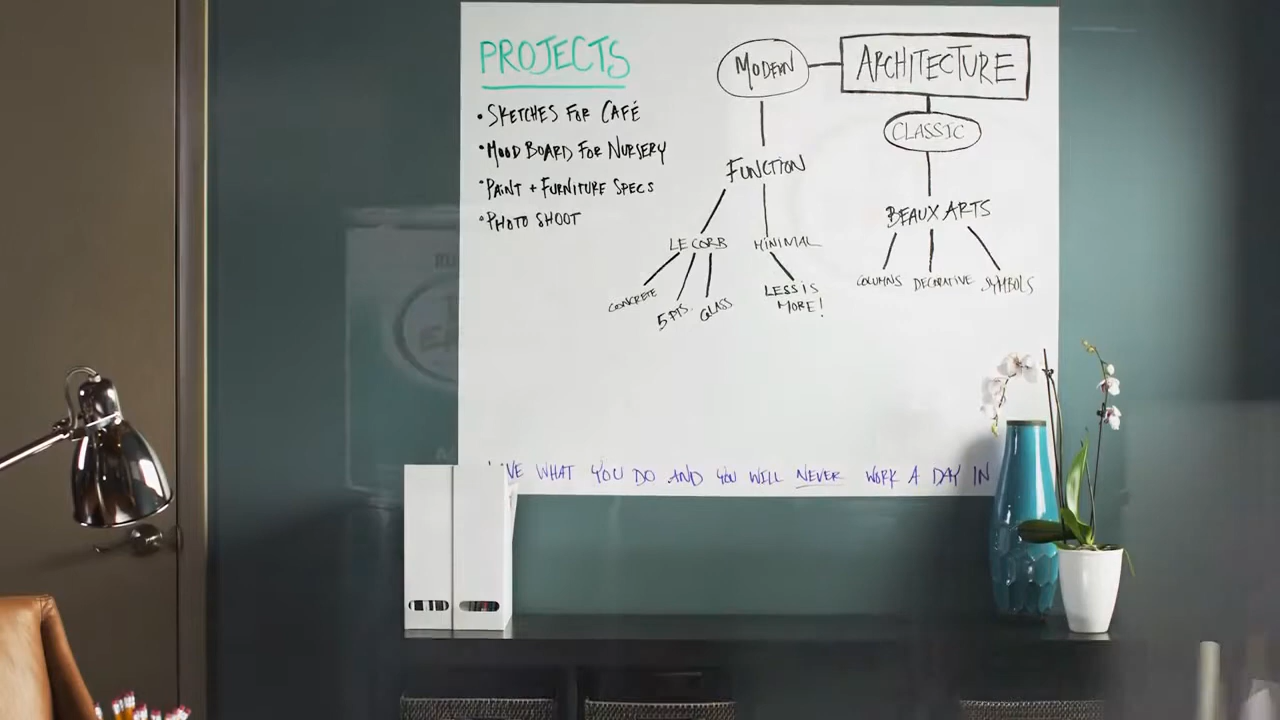 PROJECTS
• SKETCHES FOR CAFÉ
• MOOD BOARD FOR NURSERY
• PAINT + FURNITURE SPECS
• PHOTO SHOOT
MODERN
ARCHITECTURE
CLASSIC
FUNCTION
BEAUX ARTS
LE CORB
MINIMAL
CONCRETE
5 PTS.
GLASS
LESS IS
MORE!
COLUMNS
DECORATIVE
SYMBOLS
WHAT YOU DO AND YOU WILL NEVER WORK A DAY IN